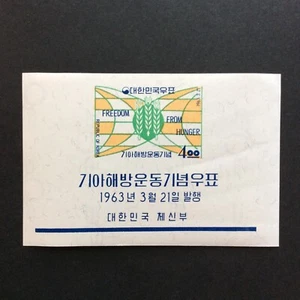 대한민국우표
FREEDOM
FROM
HUNGER
기아해방운동기념
4.00
기아해방운동기념우표
1963년 3월 21일 발행
대한민국 체신부